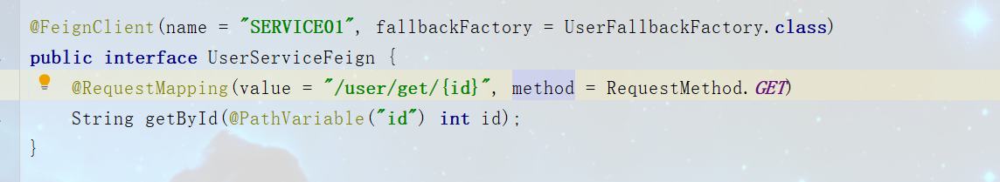 @FeignClient(name = "SERVICE01", fallbackFactory = UserFallbackFactory.class)
public interface UserServiceFeign {
@RequestMapping(value = "/user/get/{id}", method = RequestMethod.GET)
String getById(@PathVariable("id") int id);
}